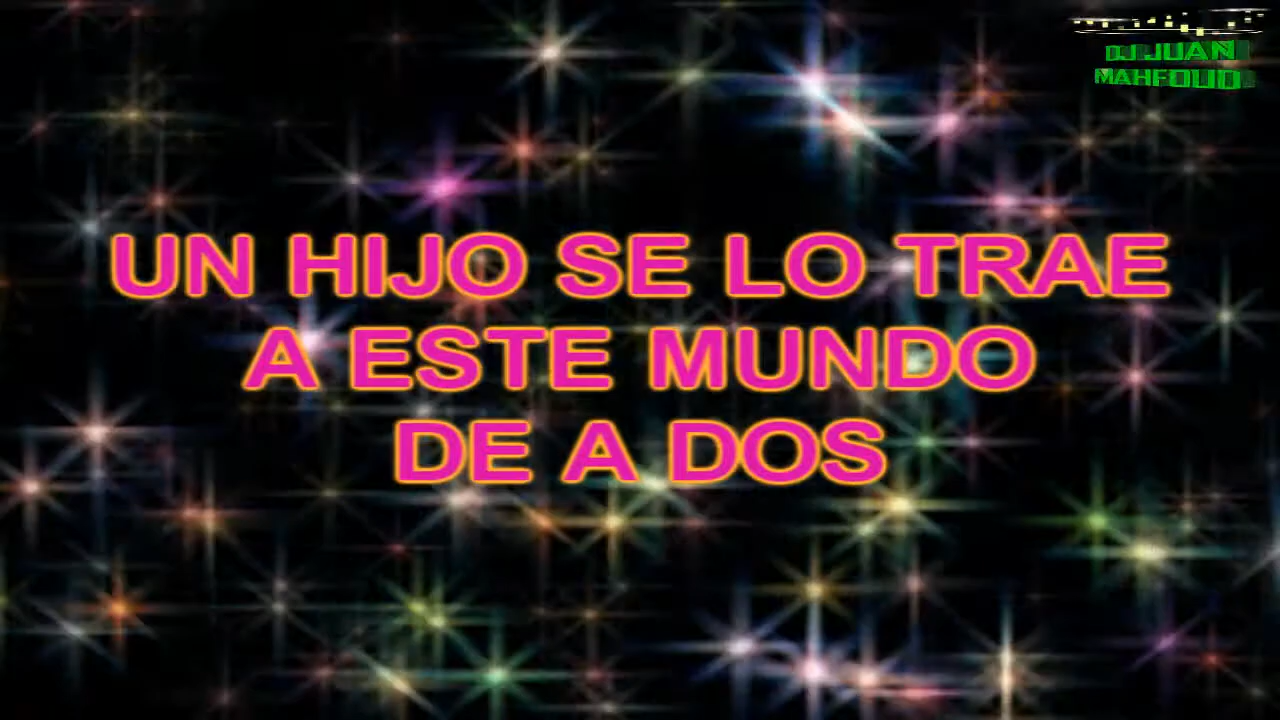 DJ JUAN
MAHFOUD
UN HIJO SE LO TRAE
A ESTE MUNDO
DE A DOS